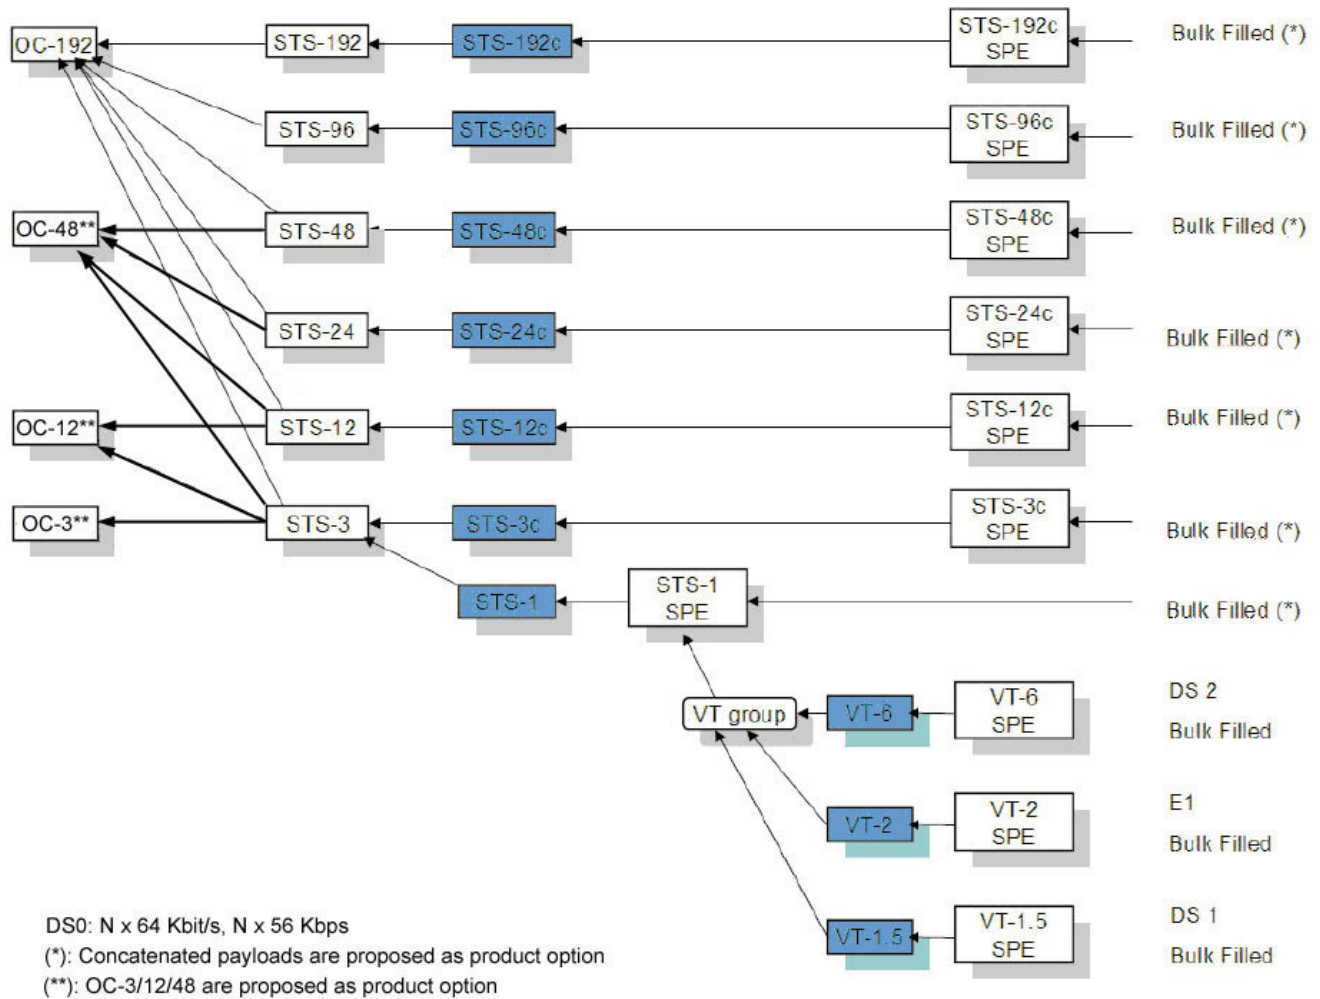 OC-192
STS-192
STS-192c
STS-192c
SPE
Bulk Filled (*)
STS-96
STS-96c
STS-96c
SPE
Bulk Filled (*)
OC-48**
STS-48
STS-48c
STS-48c
SPE
Bulk Filled (*)
STS-24
STS-24c
STS-24c
SPE
Bulk Filled (*)
OC-12**
STS-12
STS-12c
STS-12c
SPE
Bulk Filled (*)
OC-3**
STS-3
STS-3c
STS-3c
SPE
Bulk Filled (*)
STS-1
STS-1
SPE
Bulk Filled (*)
VT group
VT-6
VT-6
SPE
DS 2
Bulk Filled
VT-2
VT-2
SPE
E1
Bulk Filled
VT-1.5
VT-1.5
SPE
DS 1
Bulk Filled
DS0: N x 64 Kbit/s, N x 56 Kbps
(*): Concatenated payloads are proposed as product option
(**): OC-3/12/48 are proposed as product option